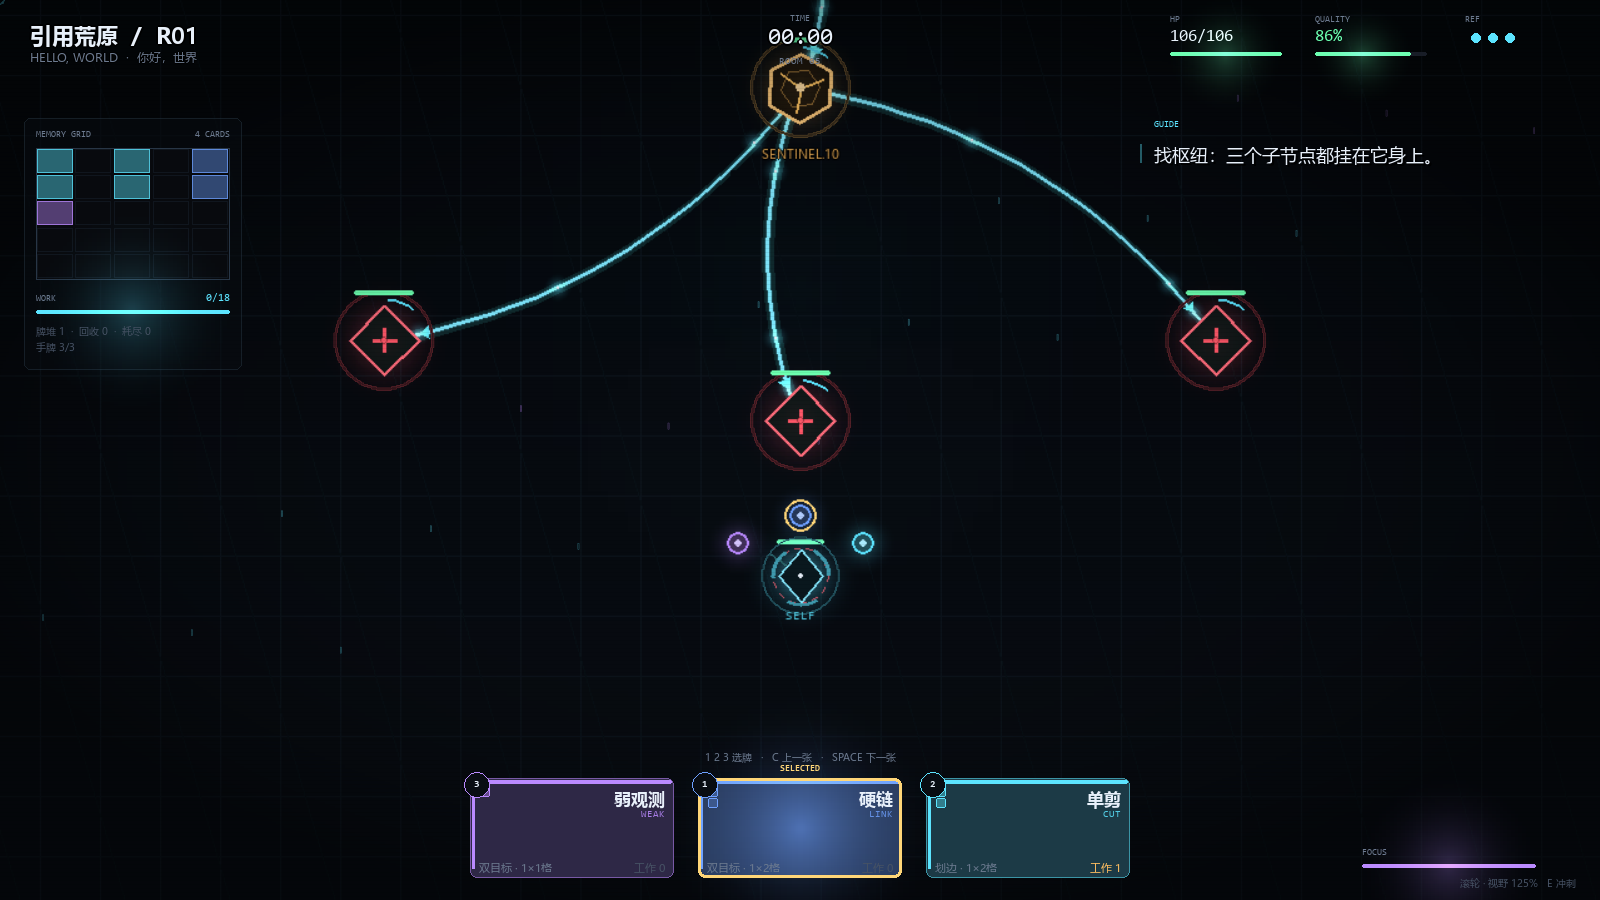 引用荒原 / R01
HELLO, WORLD · 你好，世界
TIME
00:00
HP
106/106
QUALITY
86%
REF
GUIDE
找枢纽：三个子节点都挂在它身上。
SENTINEL.10
MEMORY GRID
4 CARDS
WORK
0/18
牌堆 1 · 回收 0 · 耗尽 0
手牌 3/3
SELF
1 2 3 选牌 · C 上一张 · SPACE 下一张
SELECTED
3
弱观测
WEAK
双目标 · 1×1格
工作 0
1
硬链
LINK
双目标 · 1×2格
工作 0
2
单剪
CUT
划边 · 1×2格
工作 1
FOCUS
滚轮 · 视野 125% E 冲刺